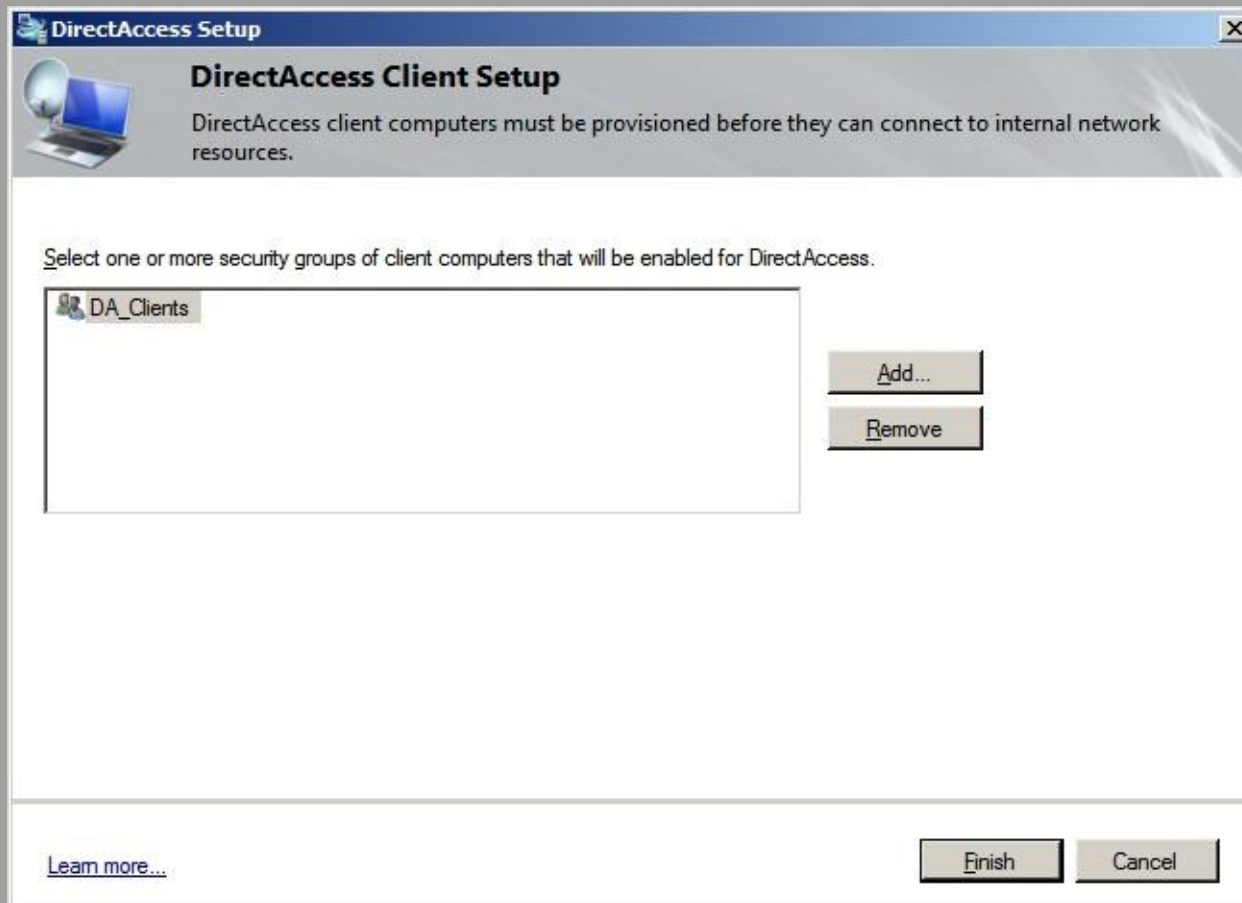 DirectAccess Setup
DirectAccess Client Setup
DirectAccess client computers must be provisioned before they can connect to internal network
resources.
Select one or more security groups of client computers that will be enabled for DirectAccess.
DA_Clients
Add...
Remove
Learn more...
Finish
Cancel